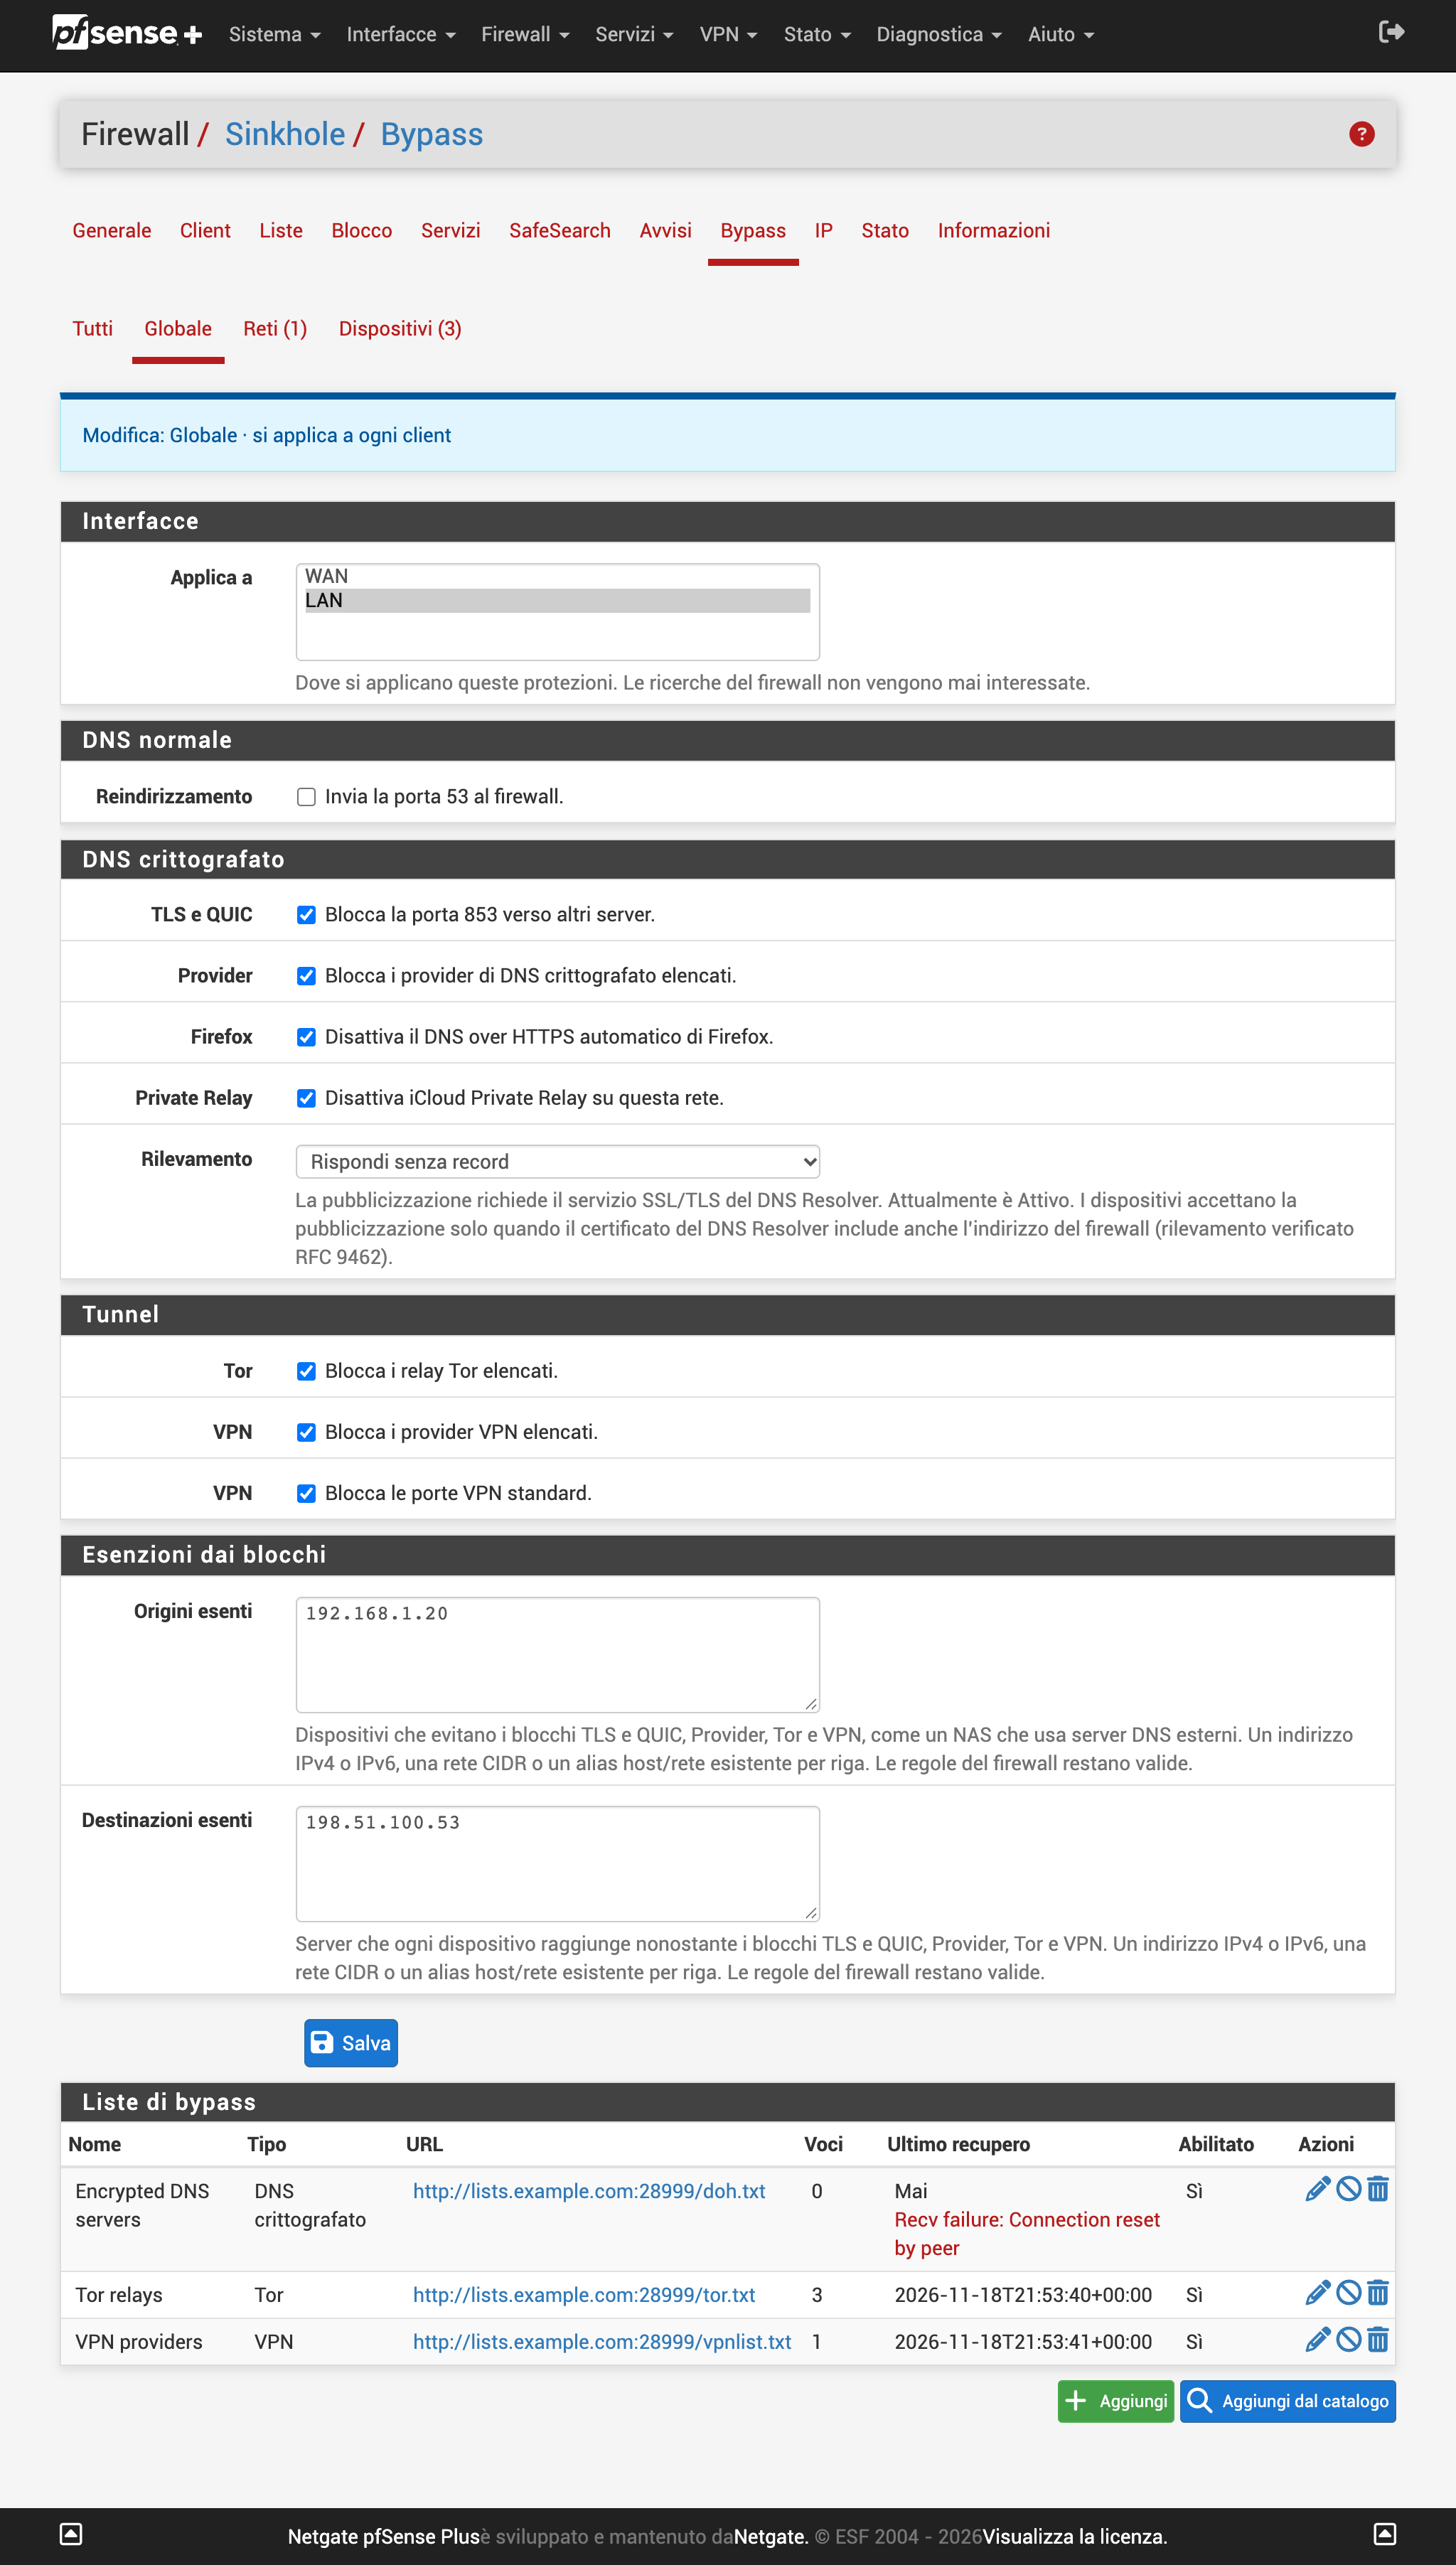 pfsense +
Sistema Interfacce Firewall Servizi VPN Stato Diagnostica Aiuto
Firewall / Sinkhole / Bypass
Generale Client Liste Blocco Servizi SafeSearch Avvisi Bypass IP Stato Informazioni
Tutti Globale Reti (1) Dispositivi (3)
Modifica: Globale · si applica a ogni client
Interfacce
Applica a
WAN
LAN
Dove si applicano queste protezioni. Le ricerche del firewall non vengono mai interessate.
DNS normale
Reindirizzamento Invia la porta 53 al firewall.
DNS crittografato
TLS e QUIC Blocca la porta 853 verso altri server.
Provider Blocca i provider di DNS crittografato elencati.
Firefox Disattiva il DNS over HTTPS automatico di Firefox.
Private Relay Disattiva iCloud Private Relay su questa rete.
Rilevamento Rispondi senza record
La pubblicizzazione richiede il servizio SSL/TLS del DNS Resolver. Attualmente è Attivo. I dispositivi accettano la
pubblicizzazione solo quando il certificato del DNS Resolver include anche l'indirizzo del firewall (rilevamento verificato
RFC 9462).
Tunnel
Tor Blocca i relay Tor elencati.
VPN Blocca i provider VPN elencati.
VPN Blocca le porte VPN standard.
Esenzioni dai blocchi
Origini esenti 192.168.1.20
Dispositivi che evitano i blocchi TLS e QUIC, Provider, Tor e VPN, come un NAS che usa server DNS esterni. Un indirizzo
IPv4 o IPv6, una rete CIDR o un alias host/rete esistente per riga. Le regole del firewall restano valide.
Destinazioni esenti 198.51.100.53
Server che ogni dispositivo raggiunge nonostante i blocchi TLS e QUIC, Provider, Tor e VPN. Un indirizzo IPv4 o IPv6, una
rete CIDR o un alias host/rete esistente per riga. Le regole del firewall restano valide.
Salva
Liste di bypass
Nome Tipo URL Voci Ultimo recupero Abilitato Azioni
Encrypted DNS DNS http://lists.example.com:28999/doh.txt 0 Mai Sì
servers crittografato Recv failure: Connection reset
by peer
Tor relays Tor http://lists.example.com:28999/tor.txt 3 2026-11-18T21:53:40+00:00 Sì
VPN providers VPN http://lists.example.com:28999/vpnlist.txt 1 2026-11-18T21:53:41+00:00 Sì
Aggiungi Aggiungi dal catalogo
Netgate pfSense Plusè sviluppato e mantenuto daNetgate. © ESF 2004 - 2026Visualizza la licenza.